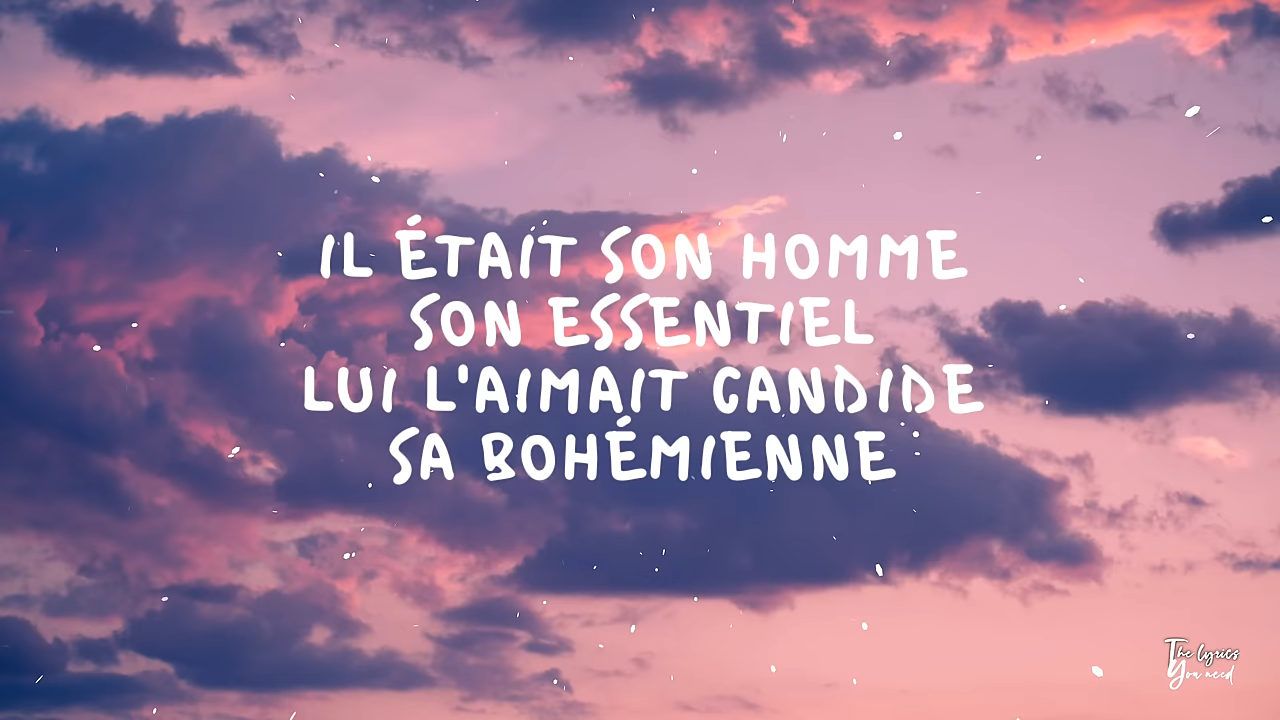 IL ÉTAIT SON HOMME
SON ESSENTIEL
LUI L'AIMAIT CANDIDE
SA BOHÉMIENNE
The lyrics
You need